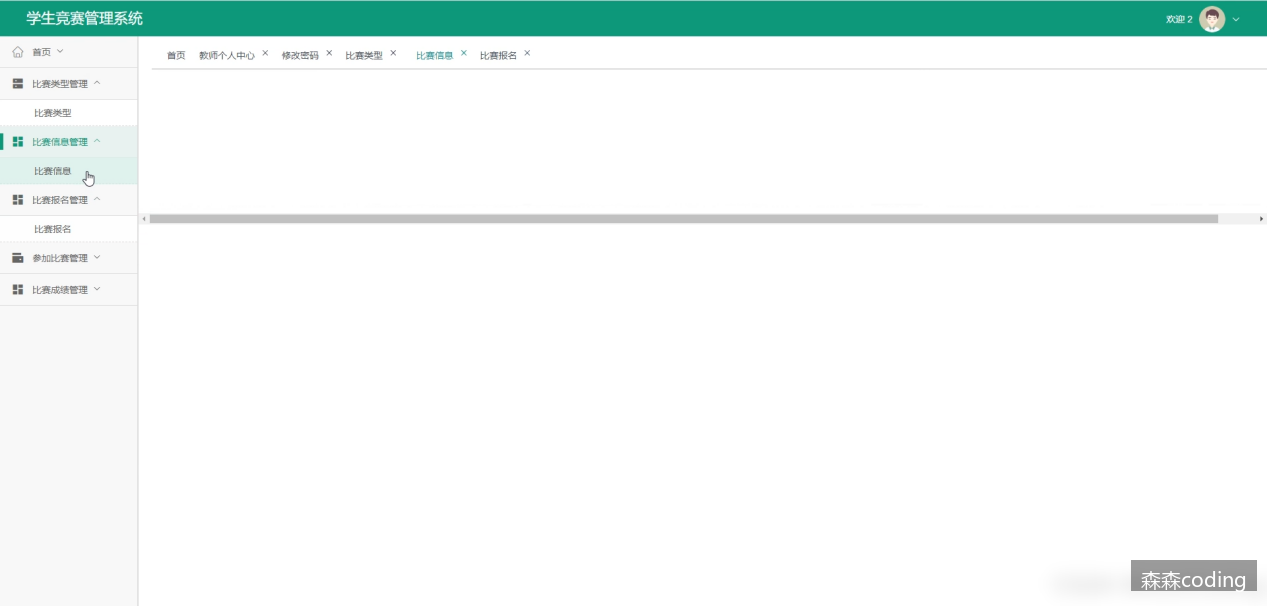 学生竞赛管理系统
欢迎 2
首页
首页 教师个人中心 修改密码 比赛类型 比赛信息 比赛报名
比赛类型管理
比赛类型
比赛信息管理
比赛信息
比赛报名管理
比赛报名
参加比赛管理
比赛成绩管理
森森coding